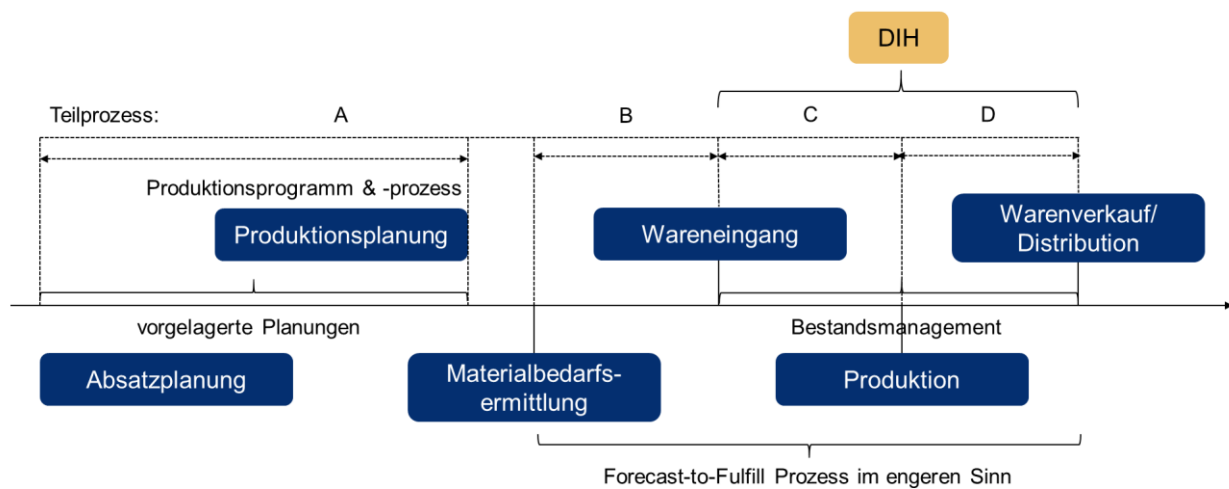 DIH
Teilprozess:
A
B
C
D
Produktionsprogramm & -prozess
Produktionsplanung
Wareneingang
Warenverkauf/
Distribution
vorgelagerte Planungen
Bestandsmanagement
Absatzplanung
Materialbedarfs-
ermittlung
Produktion
Forecast-to-Fulfill Prozess im engeren Sinn